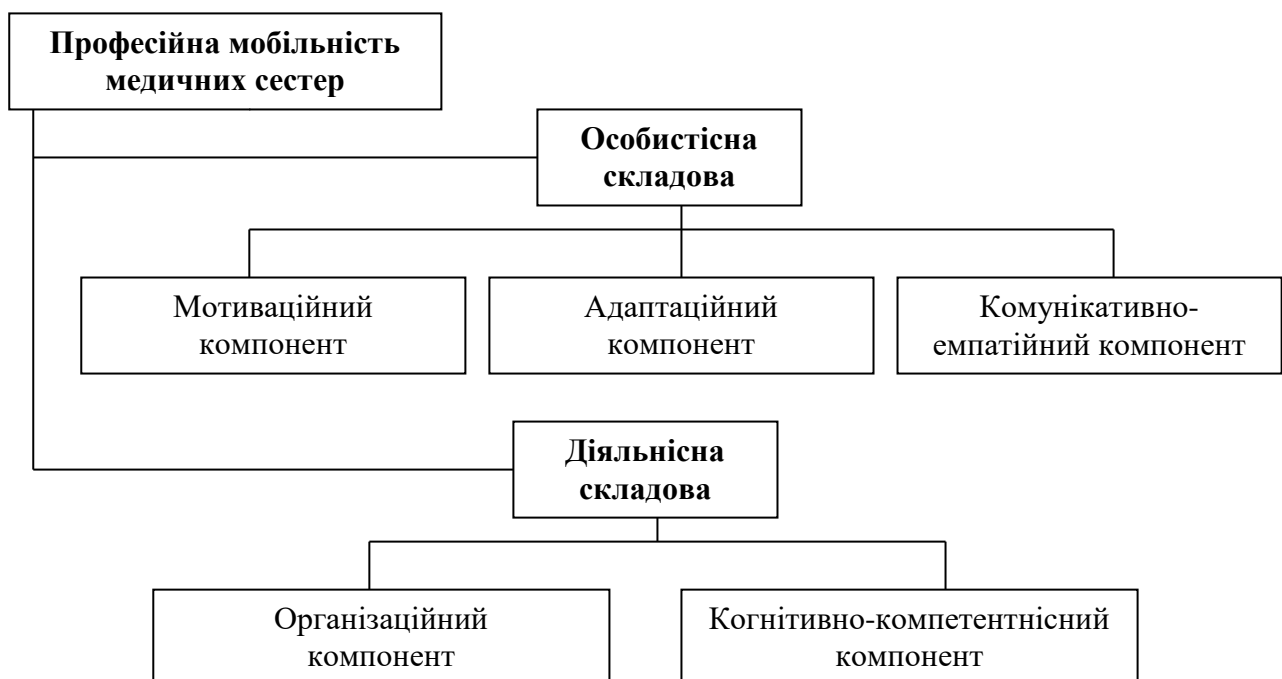 Професійна мобільність
медичних сестер
Особистісна
складова
Мотиваційний
компонент
Адаптаційний
компонент
Комунікативно-
емпатійний компонент
Діяльнісна
складова
Організаційний
компонент
Когнітивно-компетентнісний
компонент